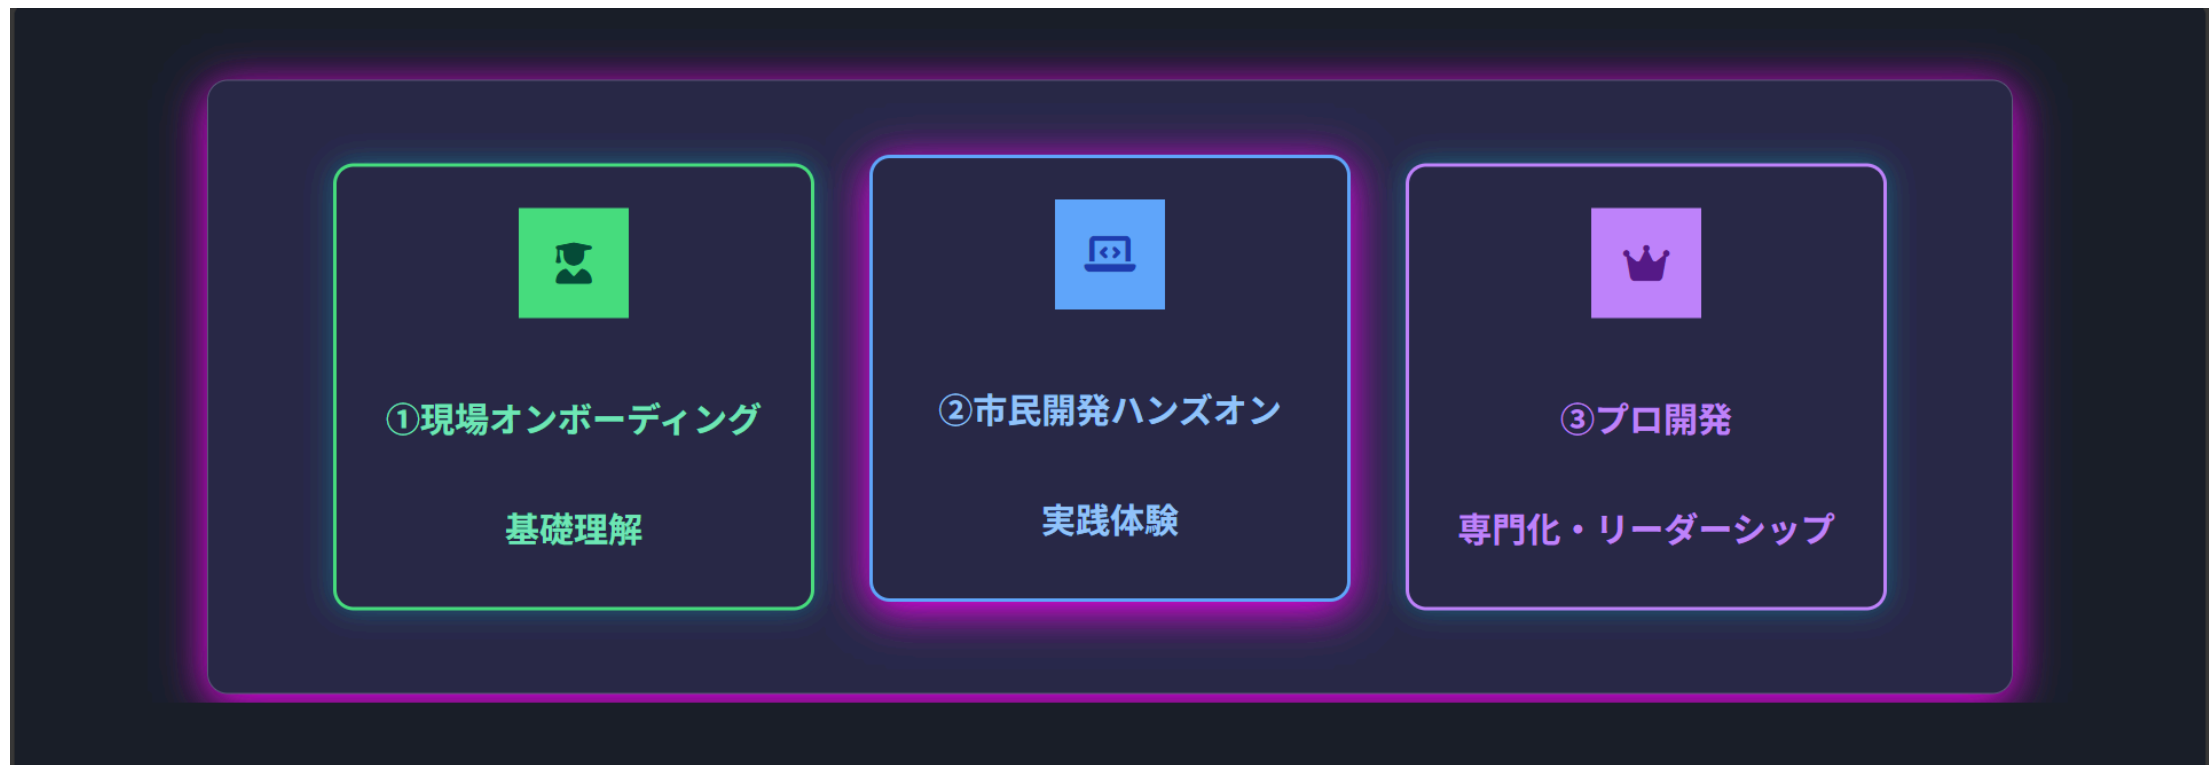 ①現場オンボーディング
基礎理解
②市民開発ハンズオン
実践体験
③プロ開発
専門化・リーダーシップ